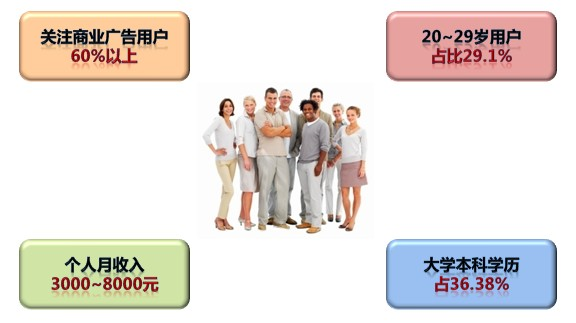 关注商业广告用户
60%以上
20~29岁用户
占比29.1%
个人月收入
3000~8000元
大学本科学历
占36.38%